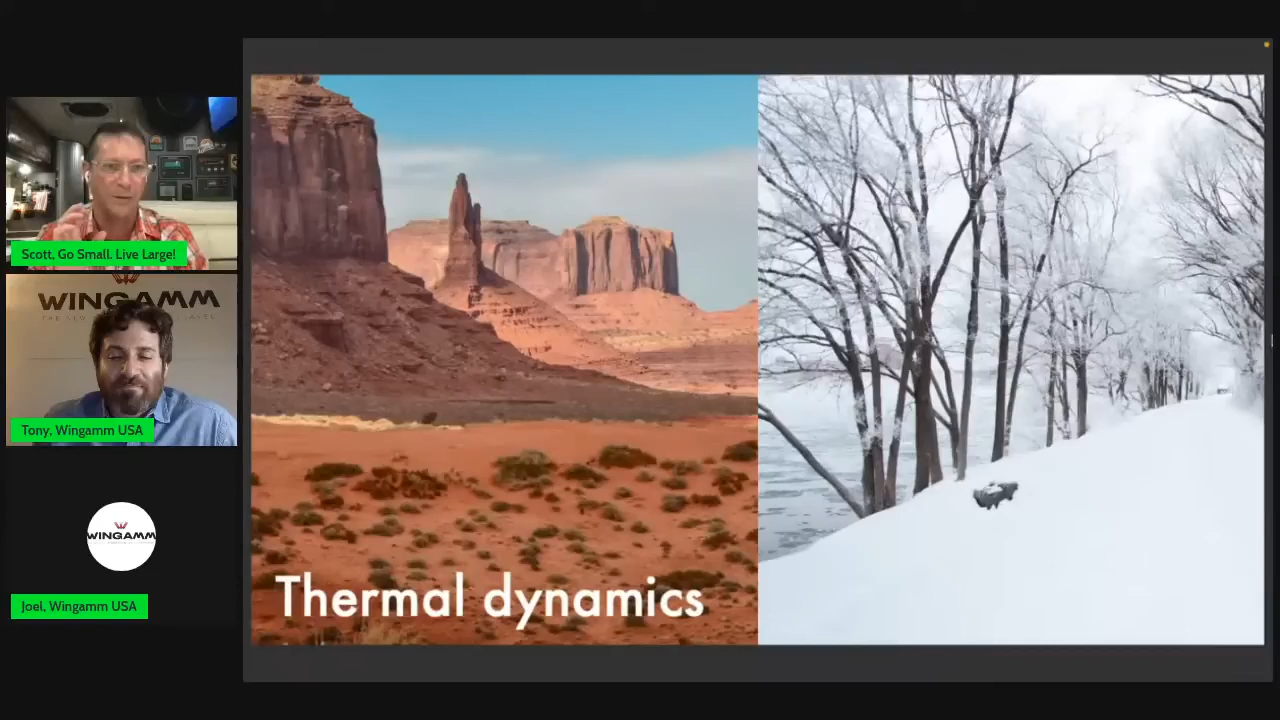 Scott, Go Small. Live Large!
WINGAMM
Tony, Wingamm USA
WINGAMM
Joel, Wingamm USA
Thermal dynamics